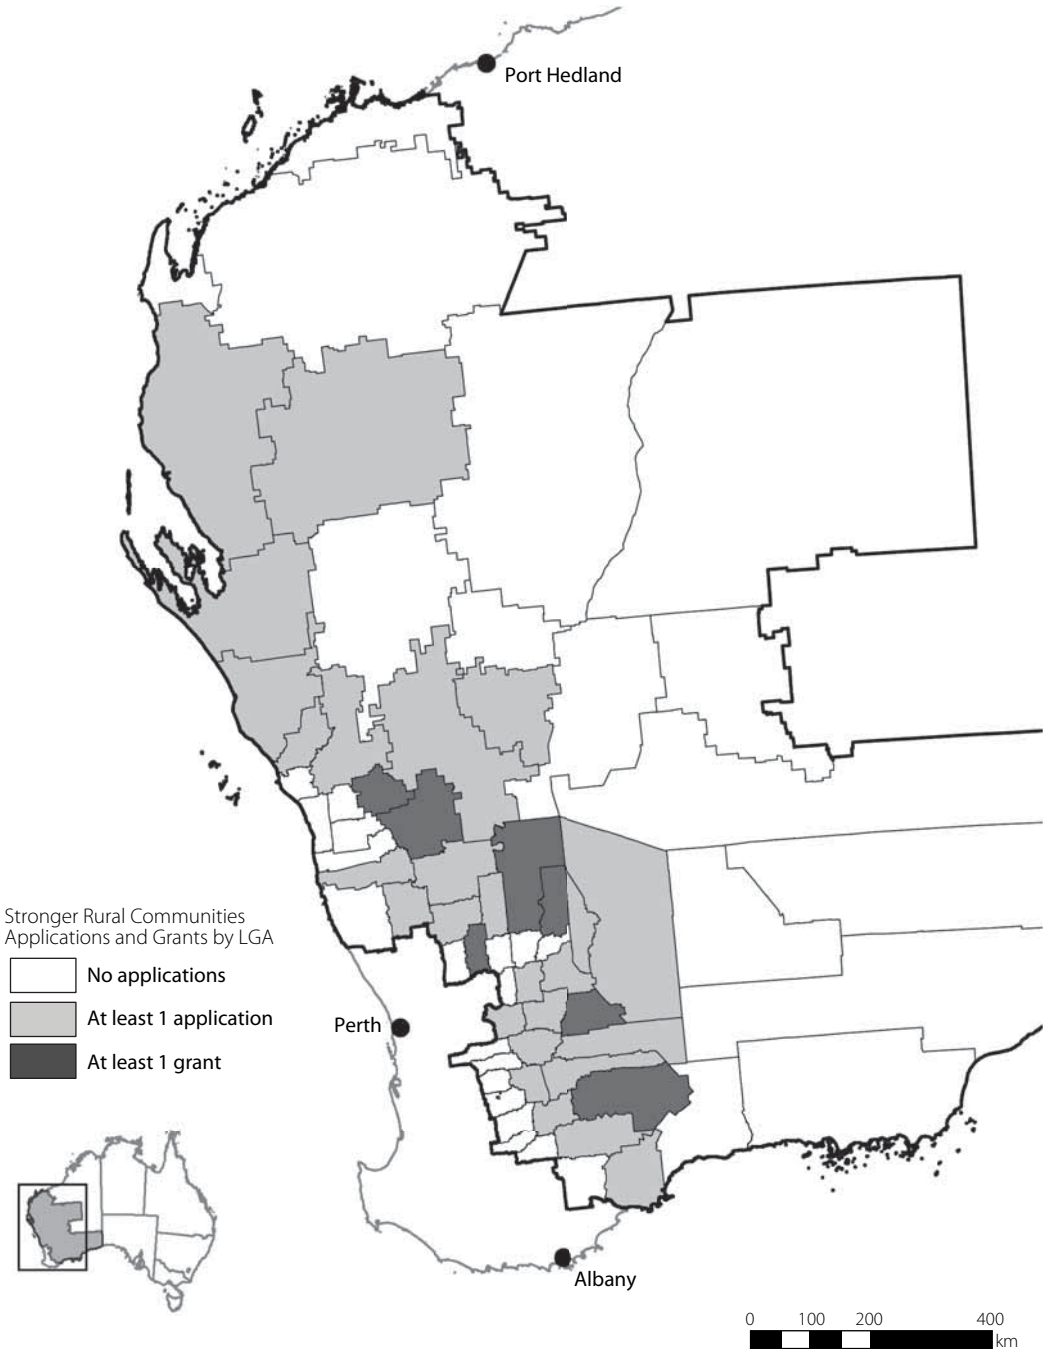 Port Hedland
Stronger Rural Communities
Applications and Grants by LGA
No applications
At least 1 application
At least 1 grant
Perth
Albany
0 100 200 400
km